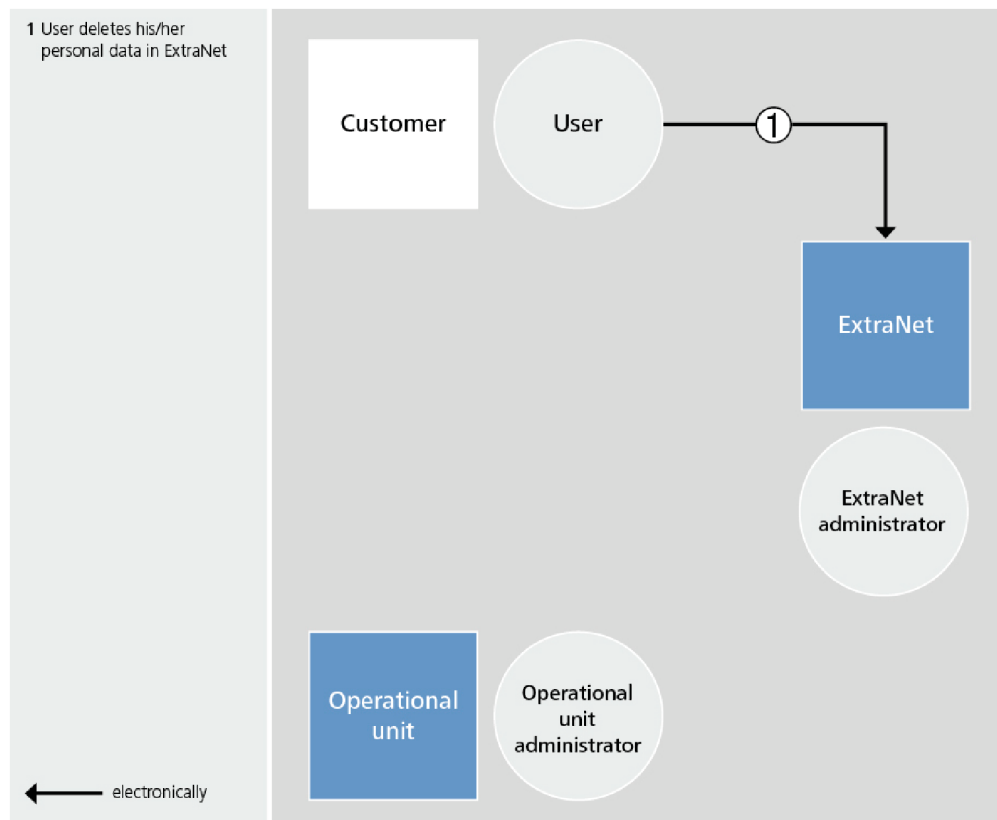 1 User deletes his/her
personal data in ExtraNet
Customer
User
1
ExtraNet
ExtraNet
administrator
Operational
unit
Operational
unit
administrator
electronically